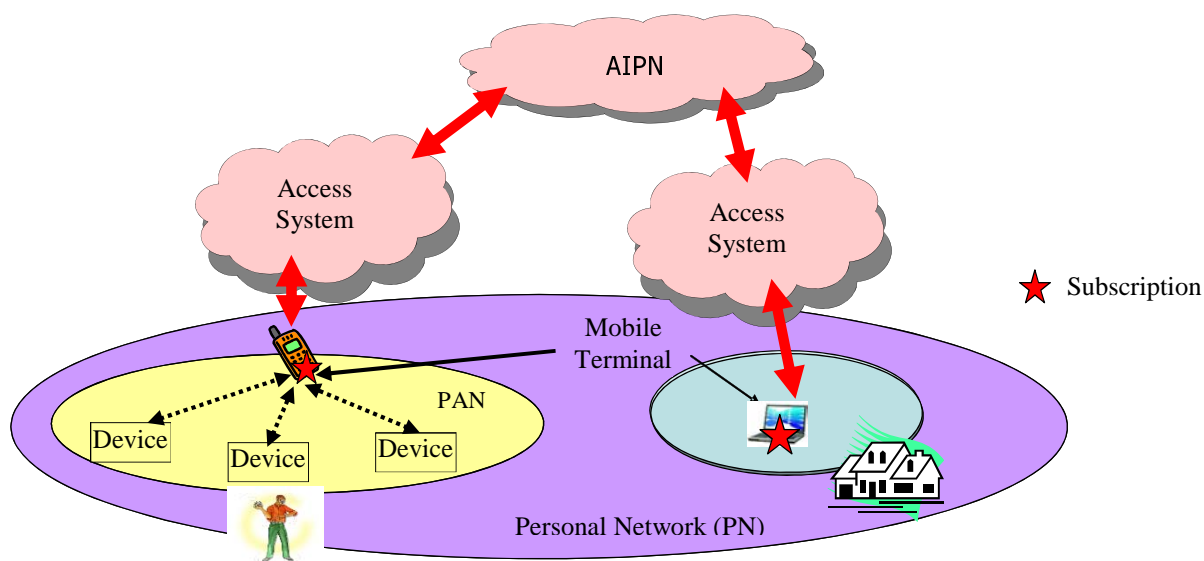 AIPN
Access
System
Access
System
Subscription
Mobile
Terminal
PAN
Device
Device
Device
Personal Network (PN)